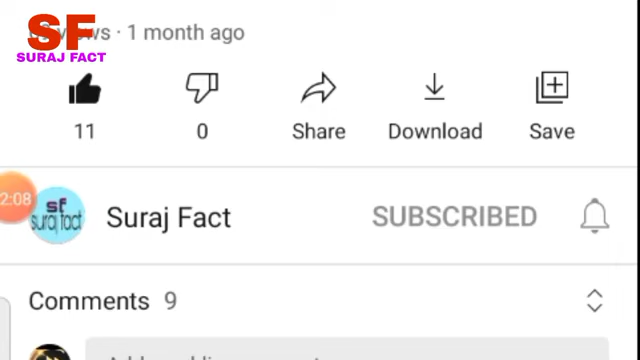 SF
SURAJ FACT
views · 1 month ago
11
0
Share
Download
Save
2:08
SF
suraj fact
Suraj Fact
SUBSCRIBED
Comments 9